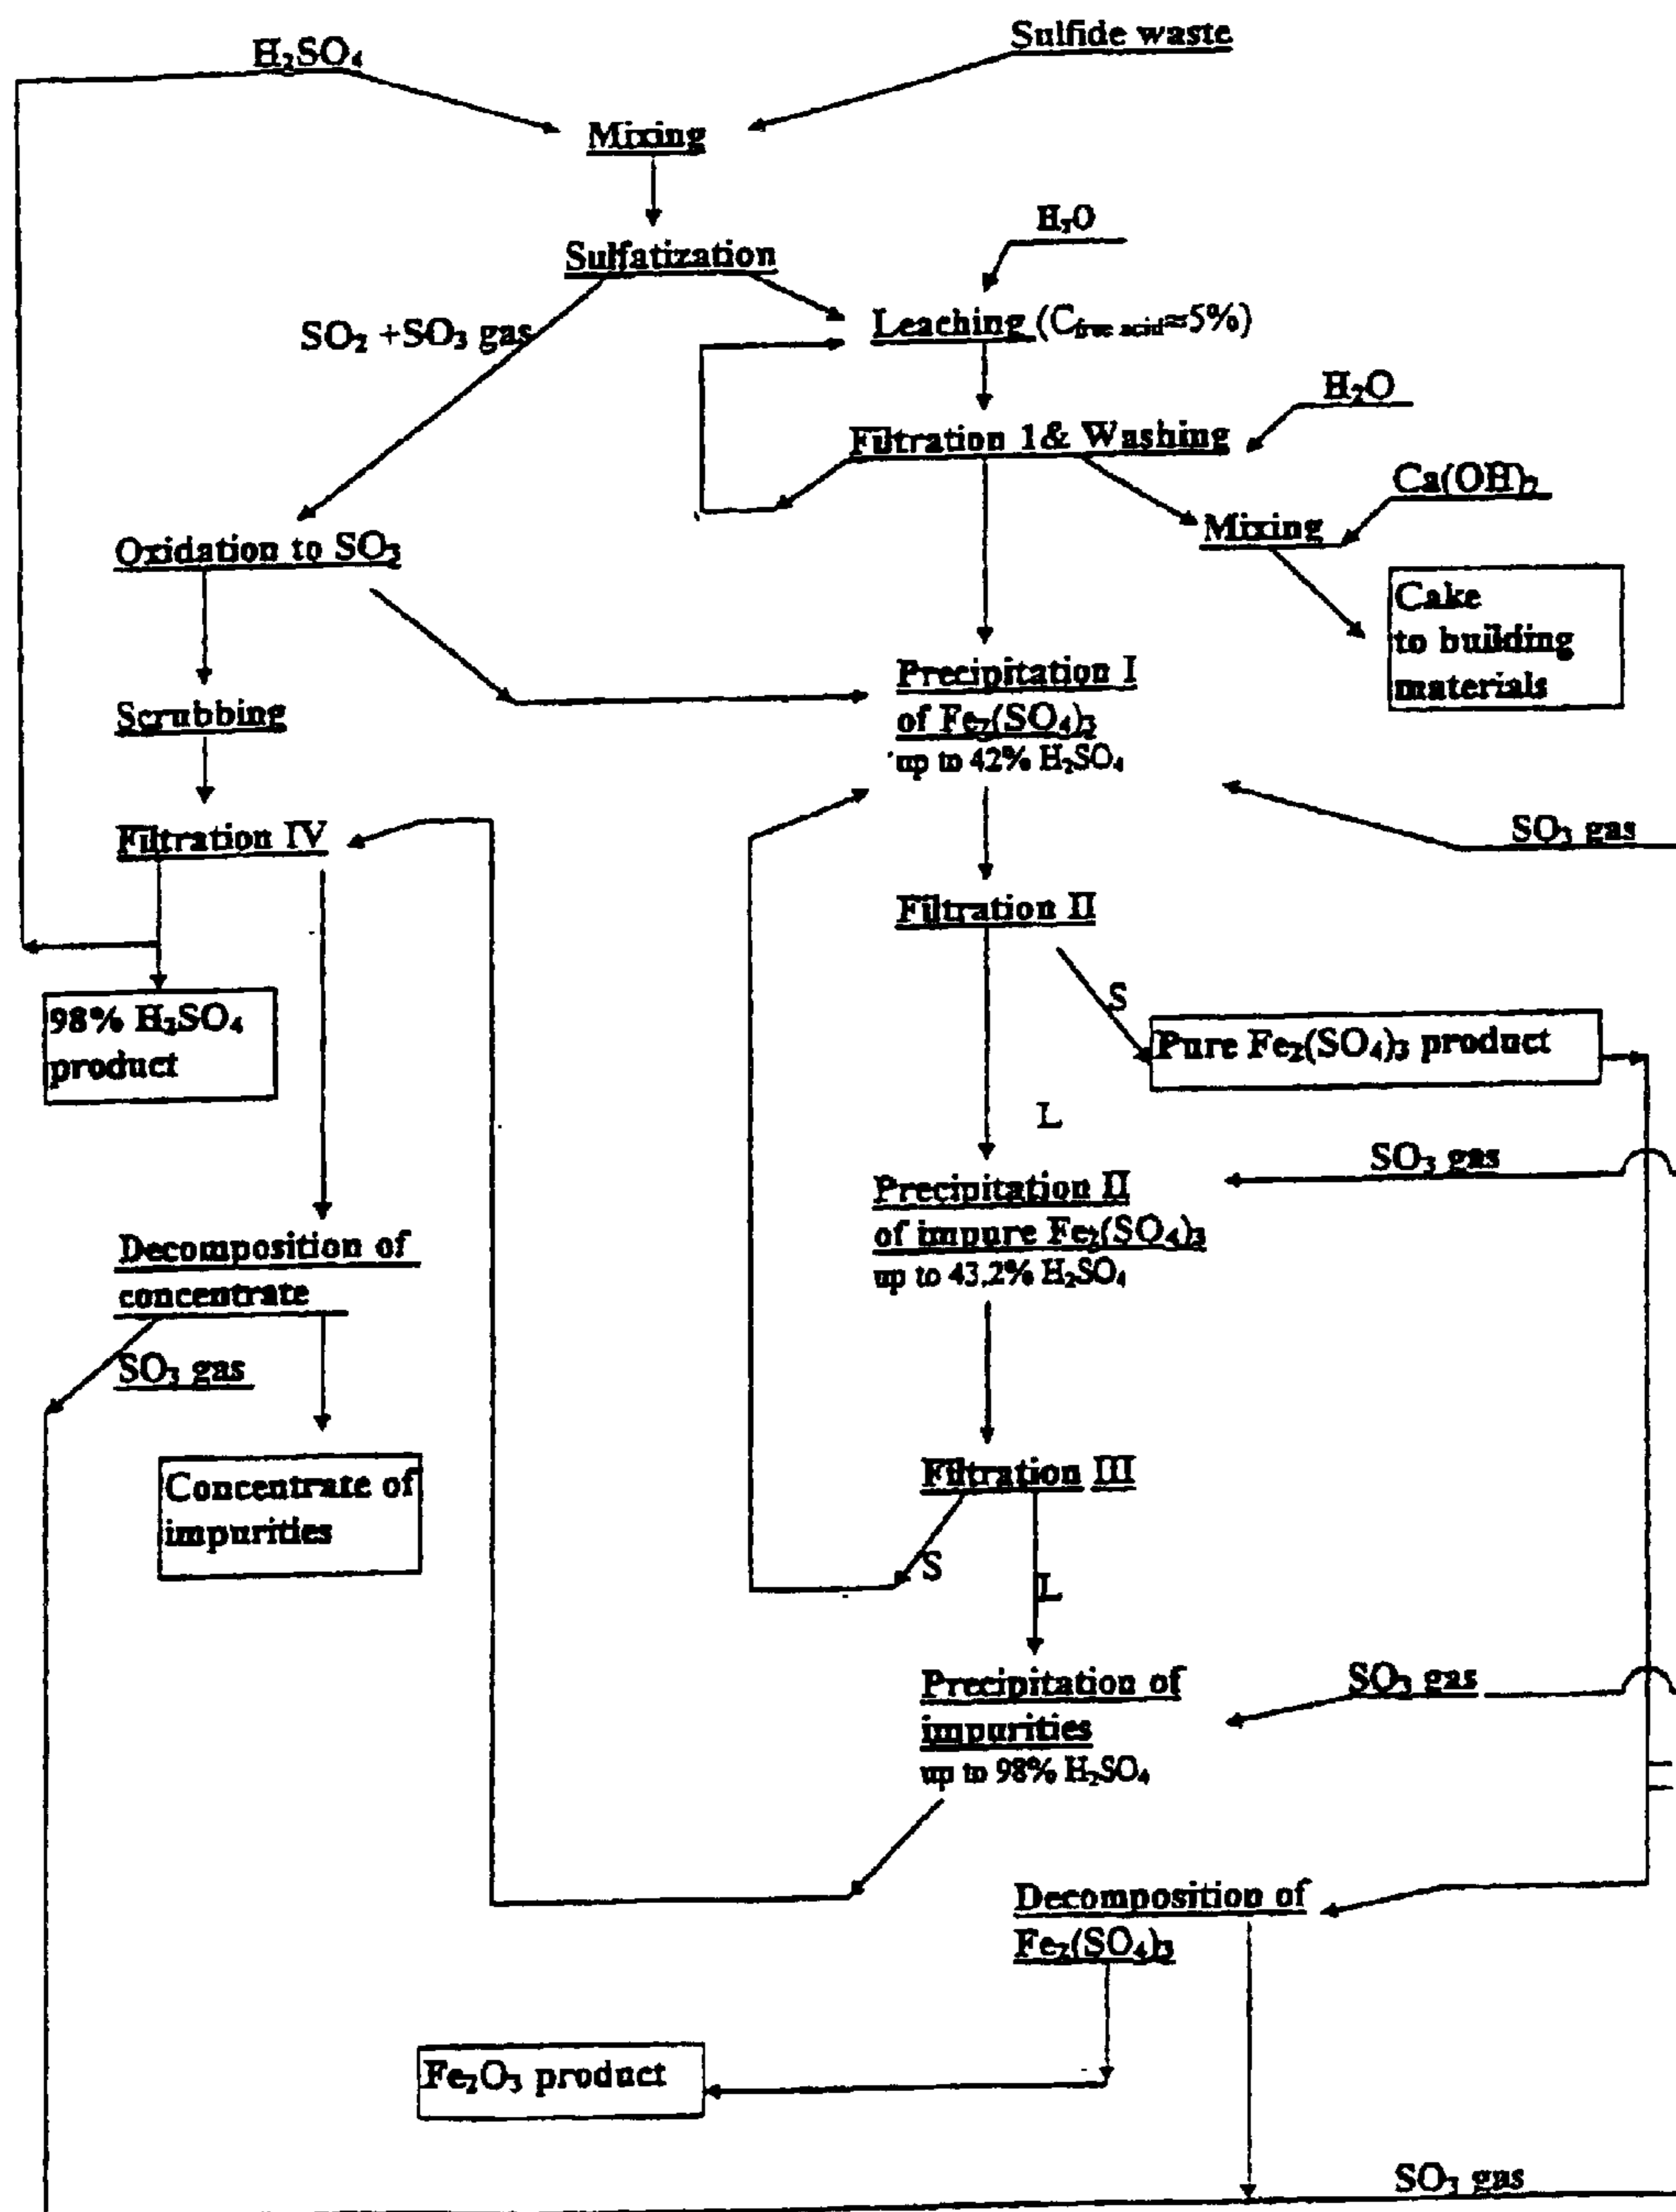 H₂SO₄
Sulfide waste
Mixing
Sulfatization
H₂O
SO₂ +SO₃ gas
Leaching (C free acid≈5%)
H₂O
Filtration 1& Washing
Ca(OH)₂
Mixing
Oxidation to SO₃
Cake
to building
materials
Precipitation I
of Fe₂(SO₄)₃
up to 42% H₂SO₄
Scrubbing
Filtration IV
SO₃ gas
Filtration II
S
98% H₂SO₄
product
Pure Fe₂(SO₄)₃ product
L
SO₃ gas
Precipitation II
of impure Fe₂(SO₄)₃
up to 43,2% H₂SO₄
Decomposition of
concentrate
SO₃ gas
Concentrate of
impurities
Filtration III
S
L
Precipitation of
impurities
up to 98% H₂SO₄
SO₃ gas
Decomposition of
Fe₂(SO₄)₃
Fe₂O₃ product
SO₃ gas